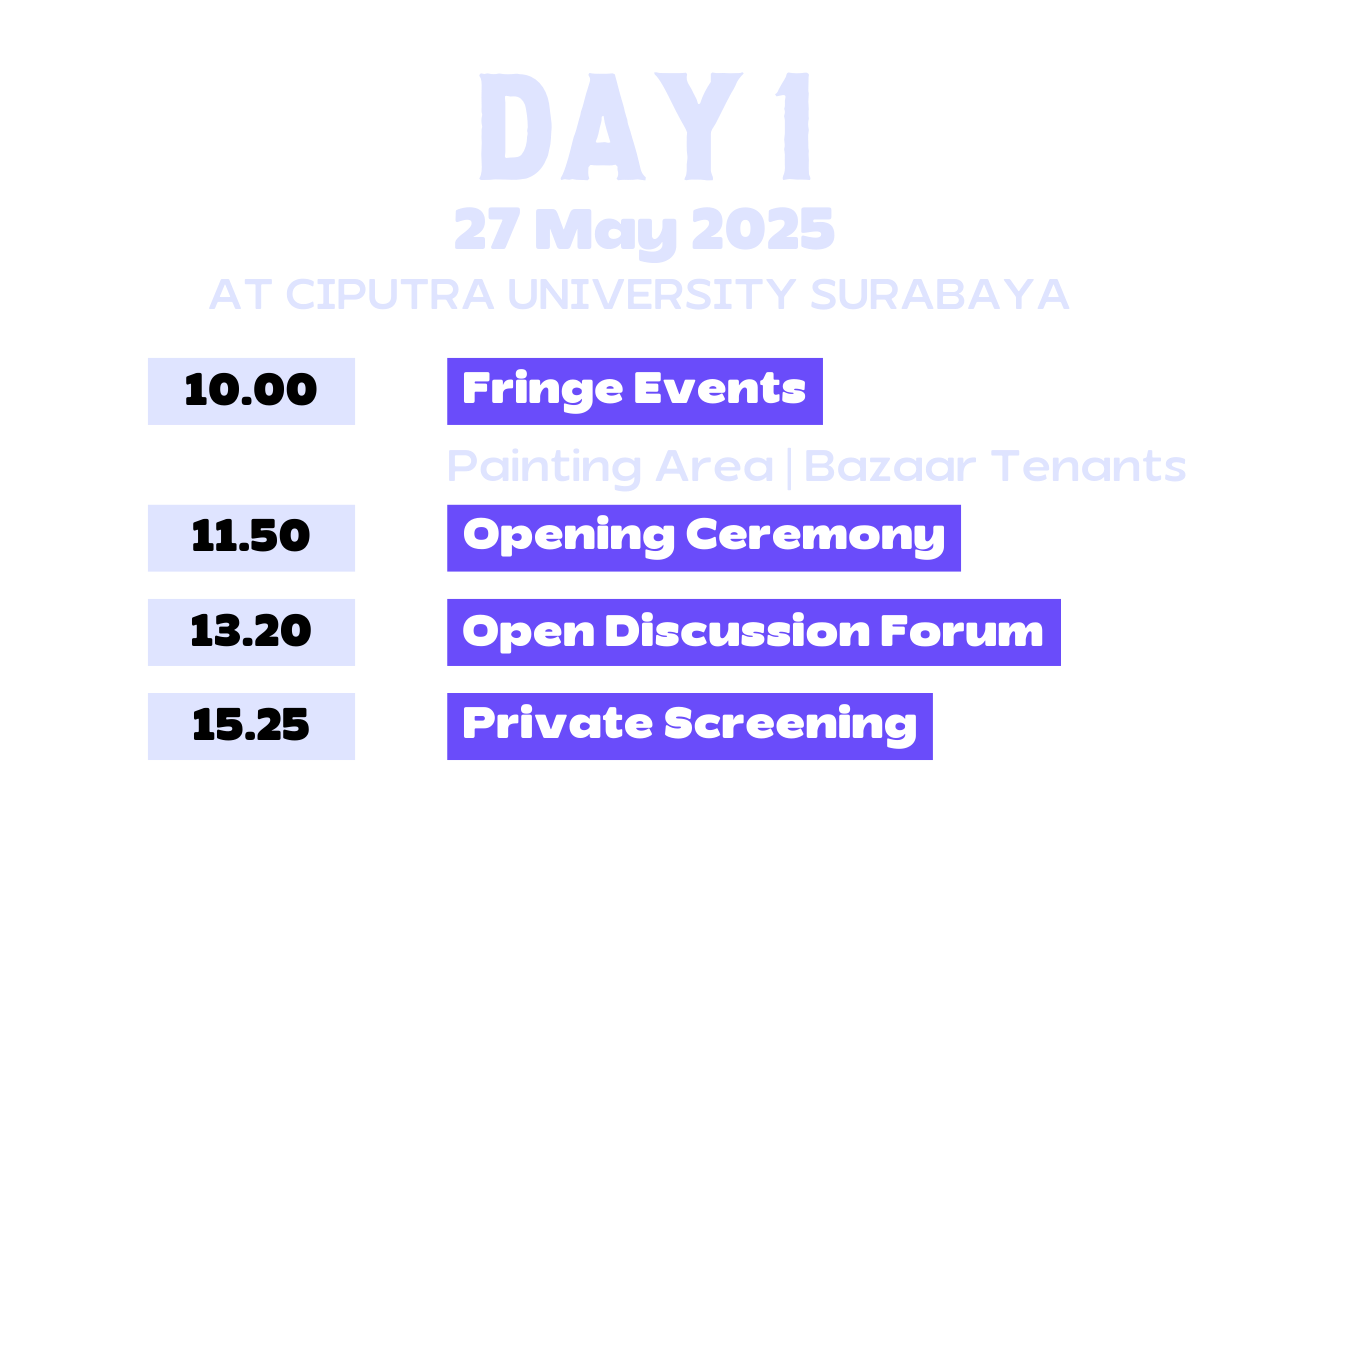 DAY 1
27 May 2025
AT CIPUTRA UNIVERSITY SURABAYA
10.00 Fringe Events
Painting Area | Bazaar Tenants
11.50 Opening Ceremony
13.20 Open Discussion Forum
15.25 Private Screening